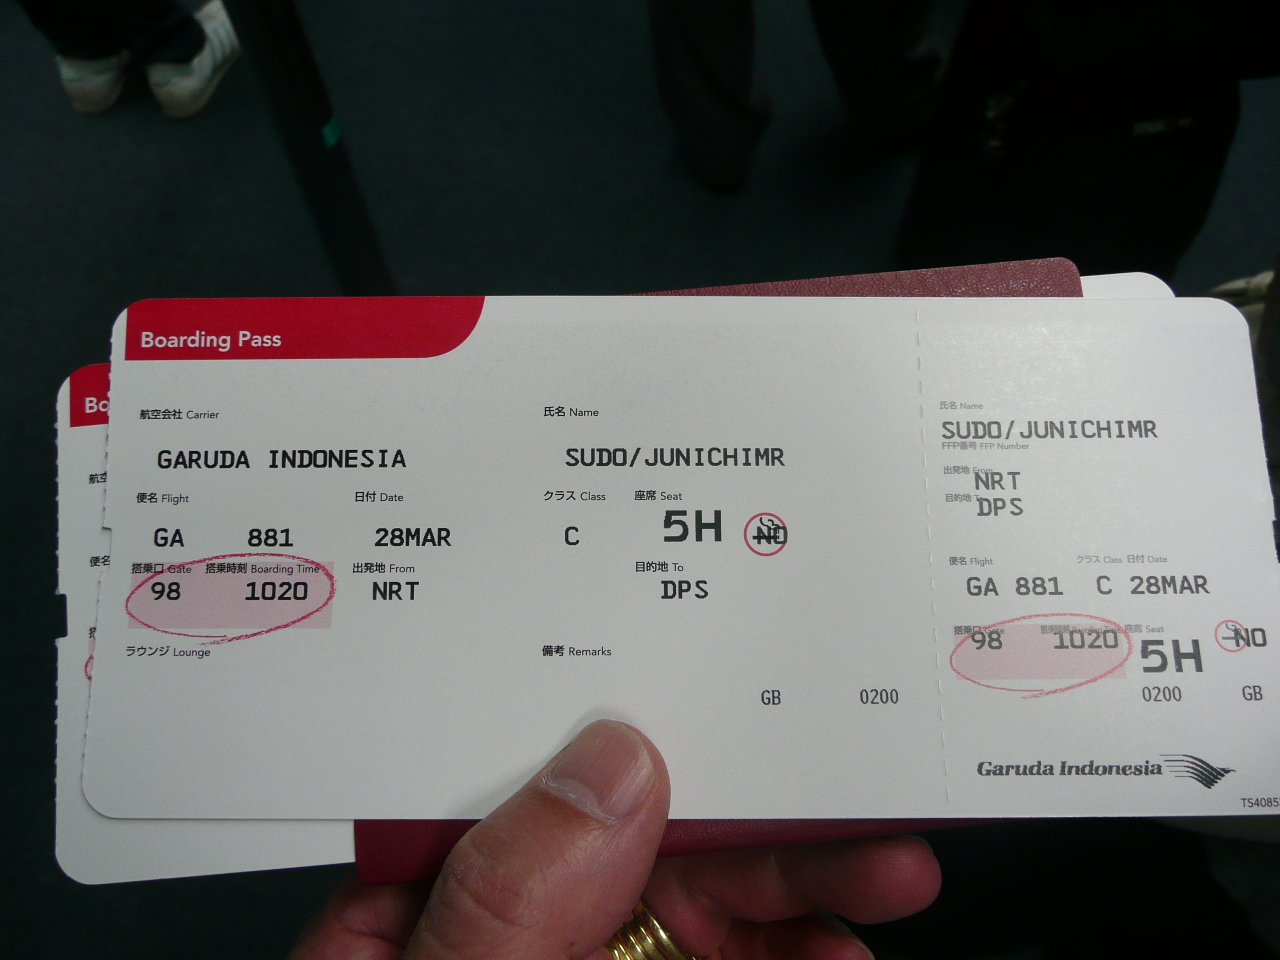 Boarding Pass
航空会社 Carrier
氏名 Name
GARUDA INDONESIA
SUDO/JUNICHIMR
便名 Flight
日付 Date
クラス Class
座席 Seat
GA 881
28MAR
C
5H
NO
搭乗口 Gate
搭乗時刻 Boarding Time
出発地 From
目的地 To
98
1020
NRT
DPS
ラウンジ Lounge
備考 Remarks
GB 0200
氏名 Name
SUDO/JUNICHIMR
FFP番号 FFP Number
出発地 From
NRT
目的地
DPS
便名 Flight
クラス Class
日付 Date
GA 881
C
28MAR
搭乗口 Gate
座席 Seat
98
1020
5H
NO
0200 GB
Garuda Indonesia
TS4085
Bo
便名